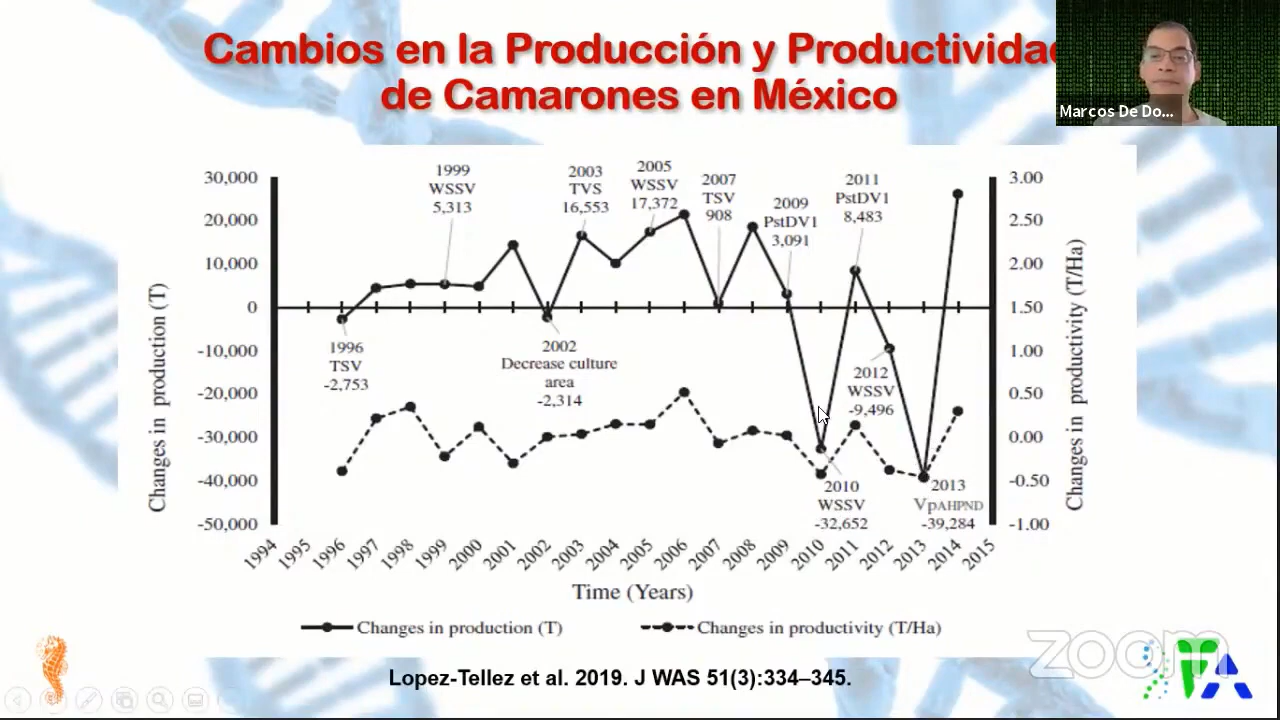 Cambios en la Producción y Productividad
de Camarones en México
Marcos De Do...
1999
WSSV
5,313
2003
TVS
16,553
2005
WSSV
17,372
2007
TSV
908
2009
PstDV1
3,091
2011
PstDV1
8,483
30,000
20,000
10,000
0
-10,000
-20,000
-30,000
-40,000
-50,000
Changes in production (T)
1996
TSV
-2,753
2002
Decrease culture
area
-2,314
2012
WSSV
-9,496
2010
WSSV
-32,652
2013
VpAHPND
-39,284
3.00
2.50
2.00
1.50
1.00
0.50
0.00
-0.50
-1.00
Changes in productivity (T/Ha)
1994 1995 1996 1997 1998 1999 2000 2001 2002 2003 2004 2005 2006 2007 2008 2009 2010 2011 2012 2013 2014 2015
Time (Years)
Changes in production (T) Changes in productivity (T/Ha)
zoom
Lopez-Tellez et al. 2019. J WAS 51(3):334–345.